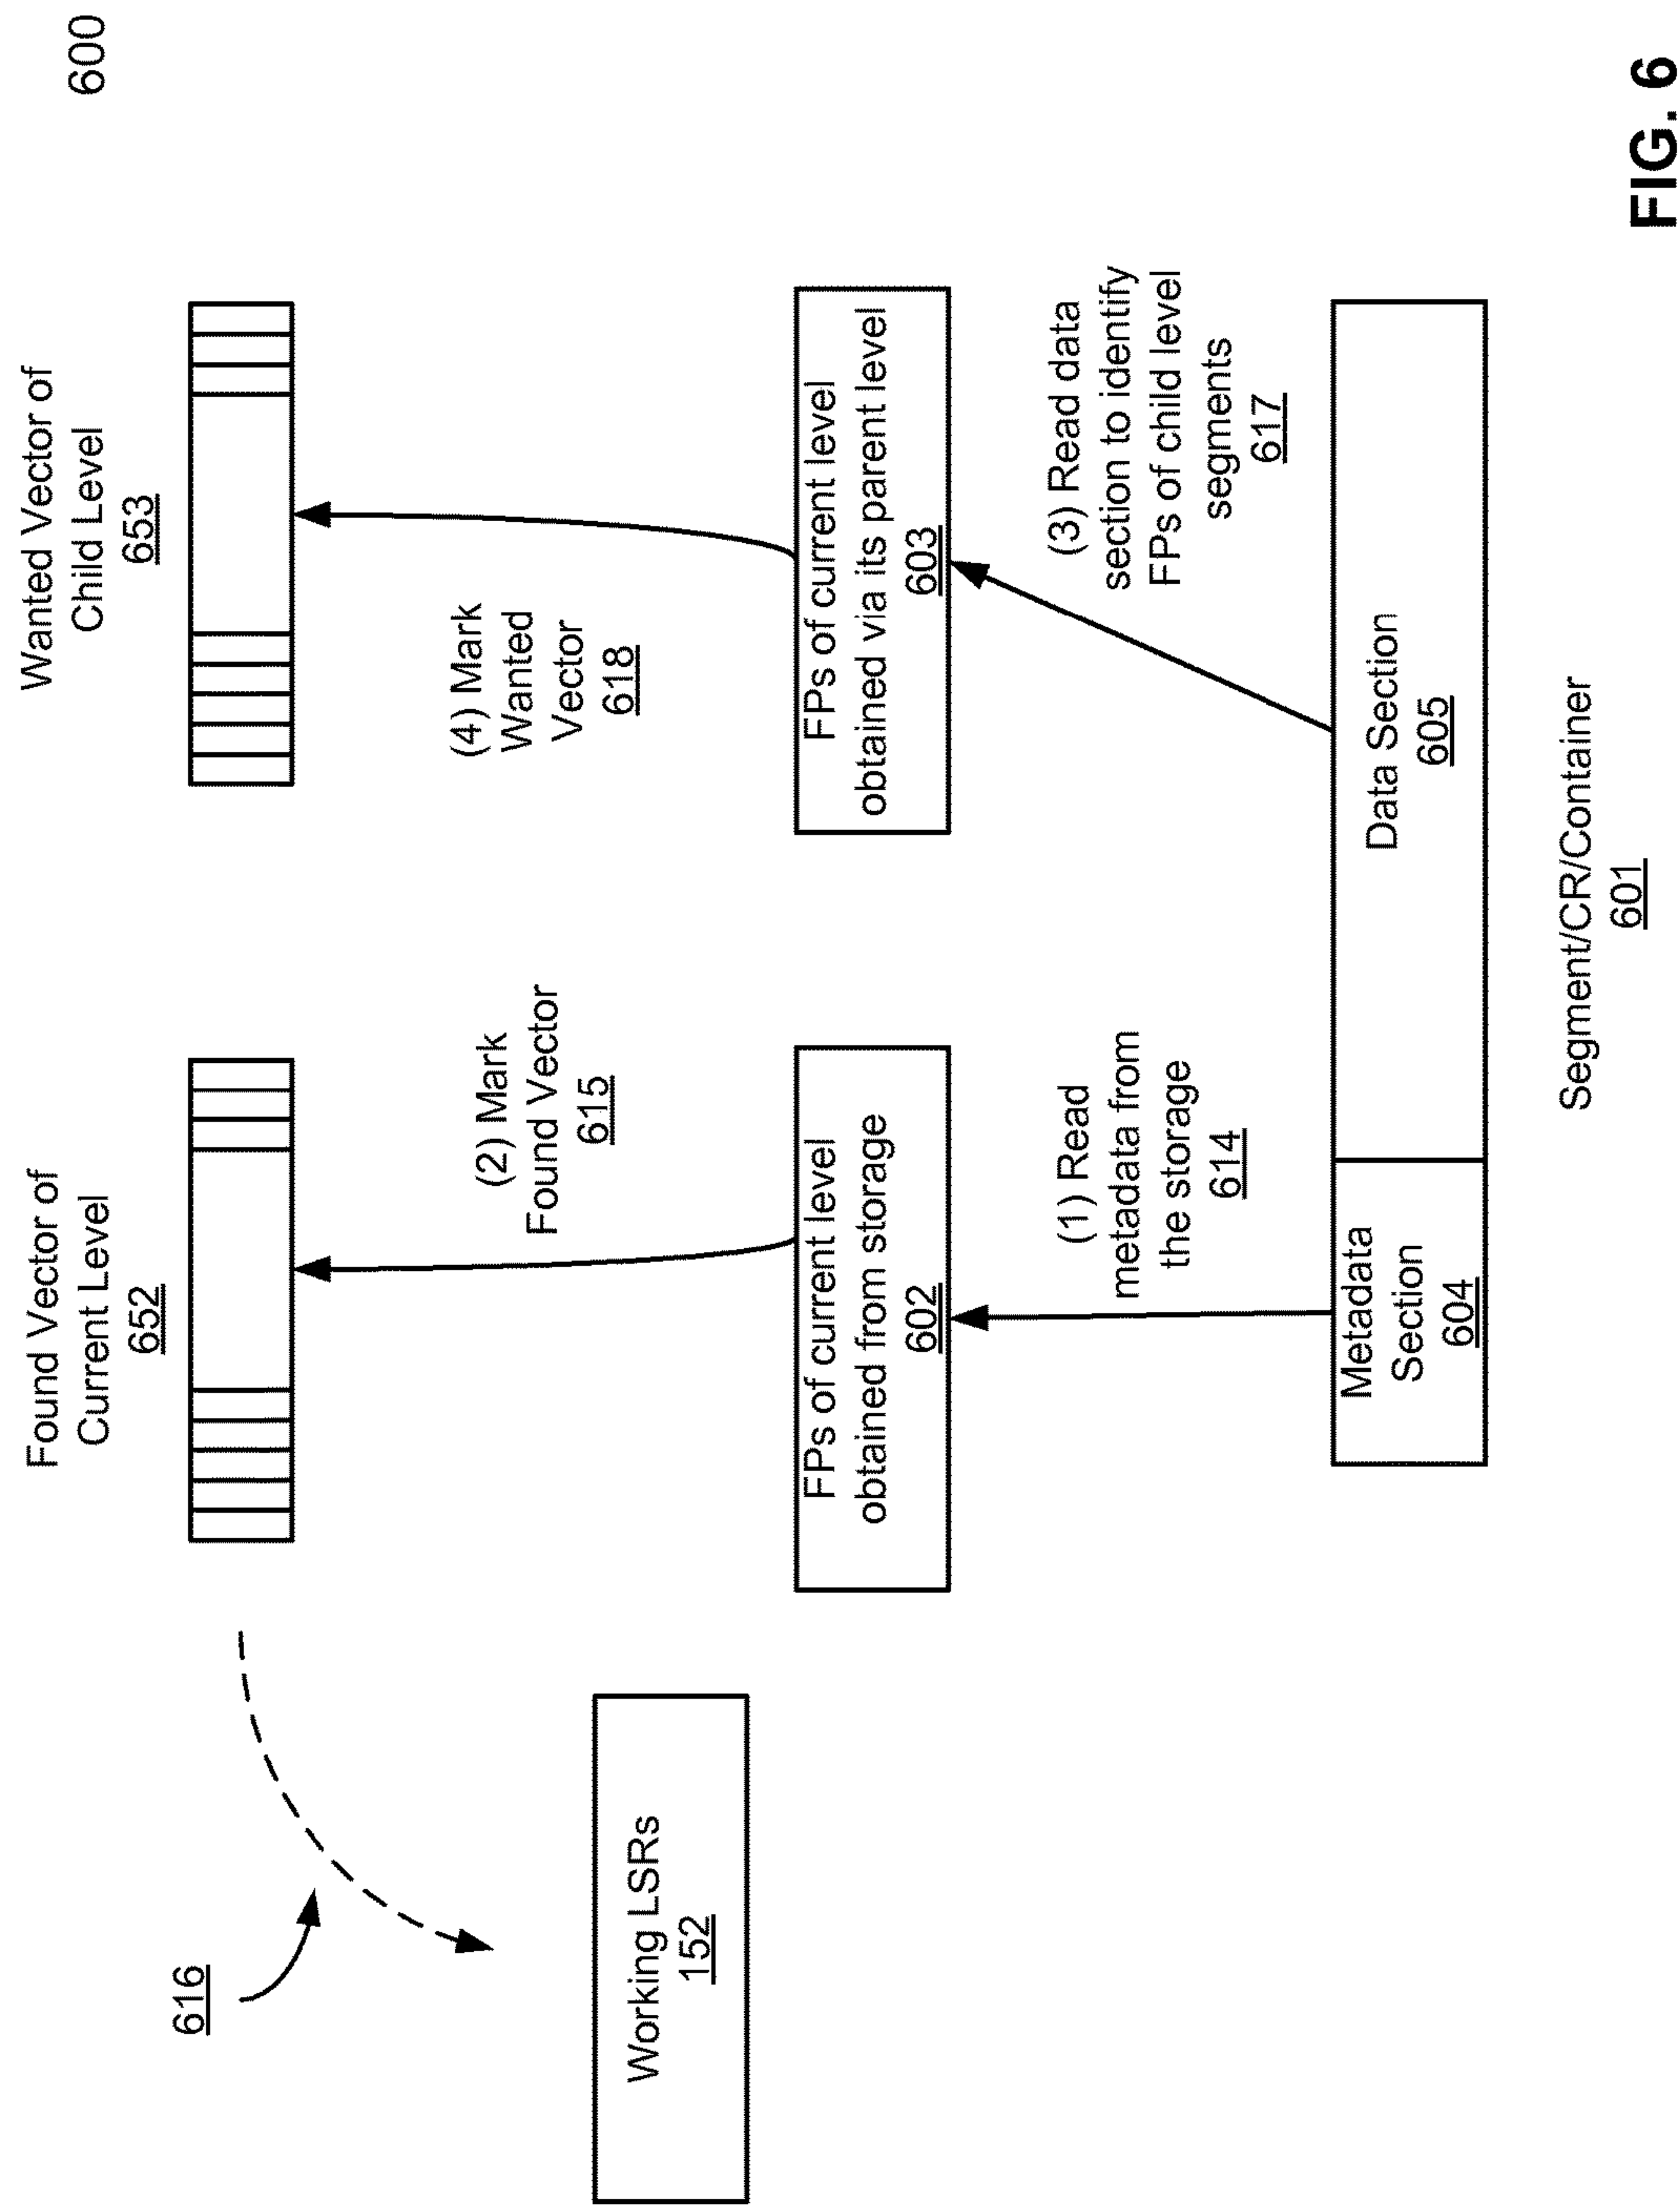 600
Found Vector of
Current Level
652
Wanted Vector of
Child Level
653
616
(2) Mark
Found Vector
615
(4) Mark
Wanted
Vector
618
Working LSRs
152
FPs of current level
obtained from storage
602
FPs of current level
obtained via its parent level
603
(1) Read
metadata from
the storage
614
(3) Read data
section to identify
FPs of child level
segments
617
Metadata
Section
604
Data Section
605
Segment/CR/Container
601
FIG. 6